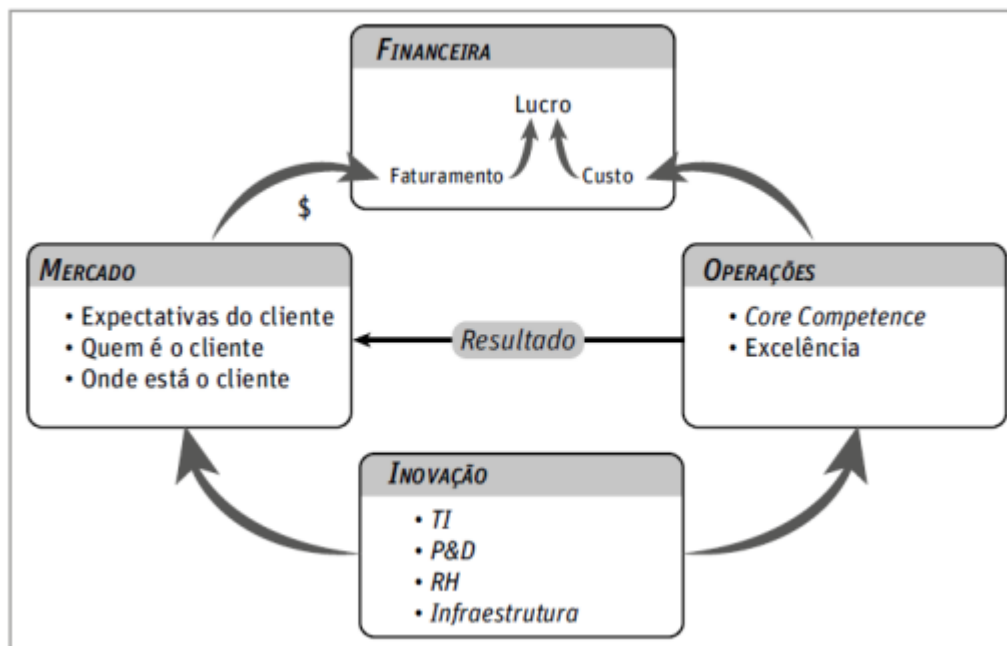 FINANCEIRA
Lucro
Faturamento
Custo
$
MERCADO
• Expectativas do cliente
• Quem é o cliente
• Onde está o cliente
Resultado
OPERAÇÕES
• Core Competence
• Excelência
INOVAÇÃO
• TI
• P&D
• RH
• Infraestrutura